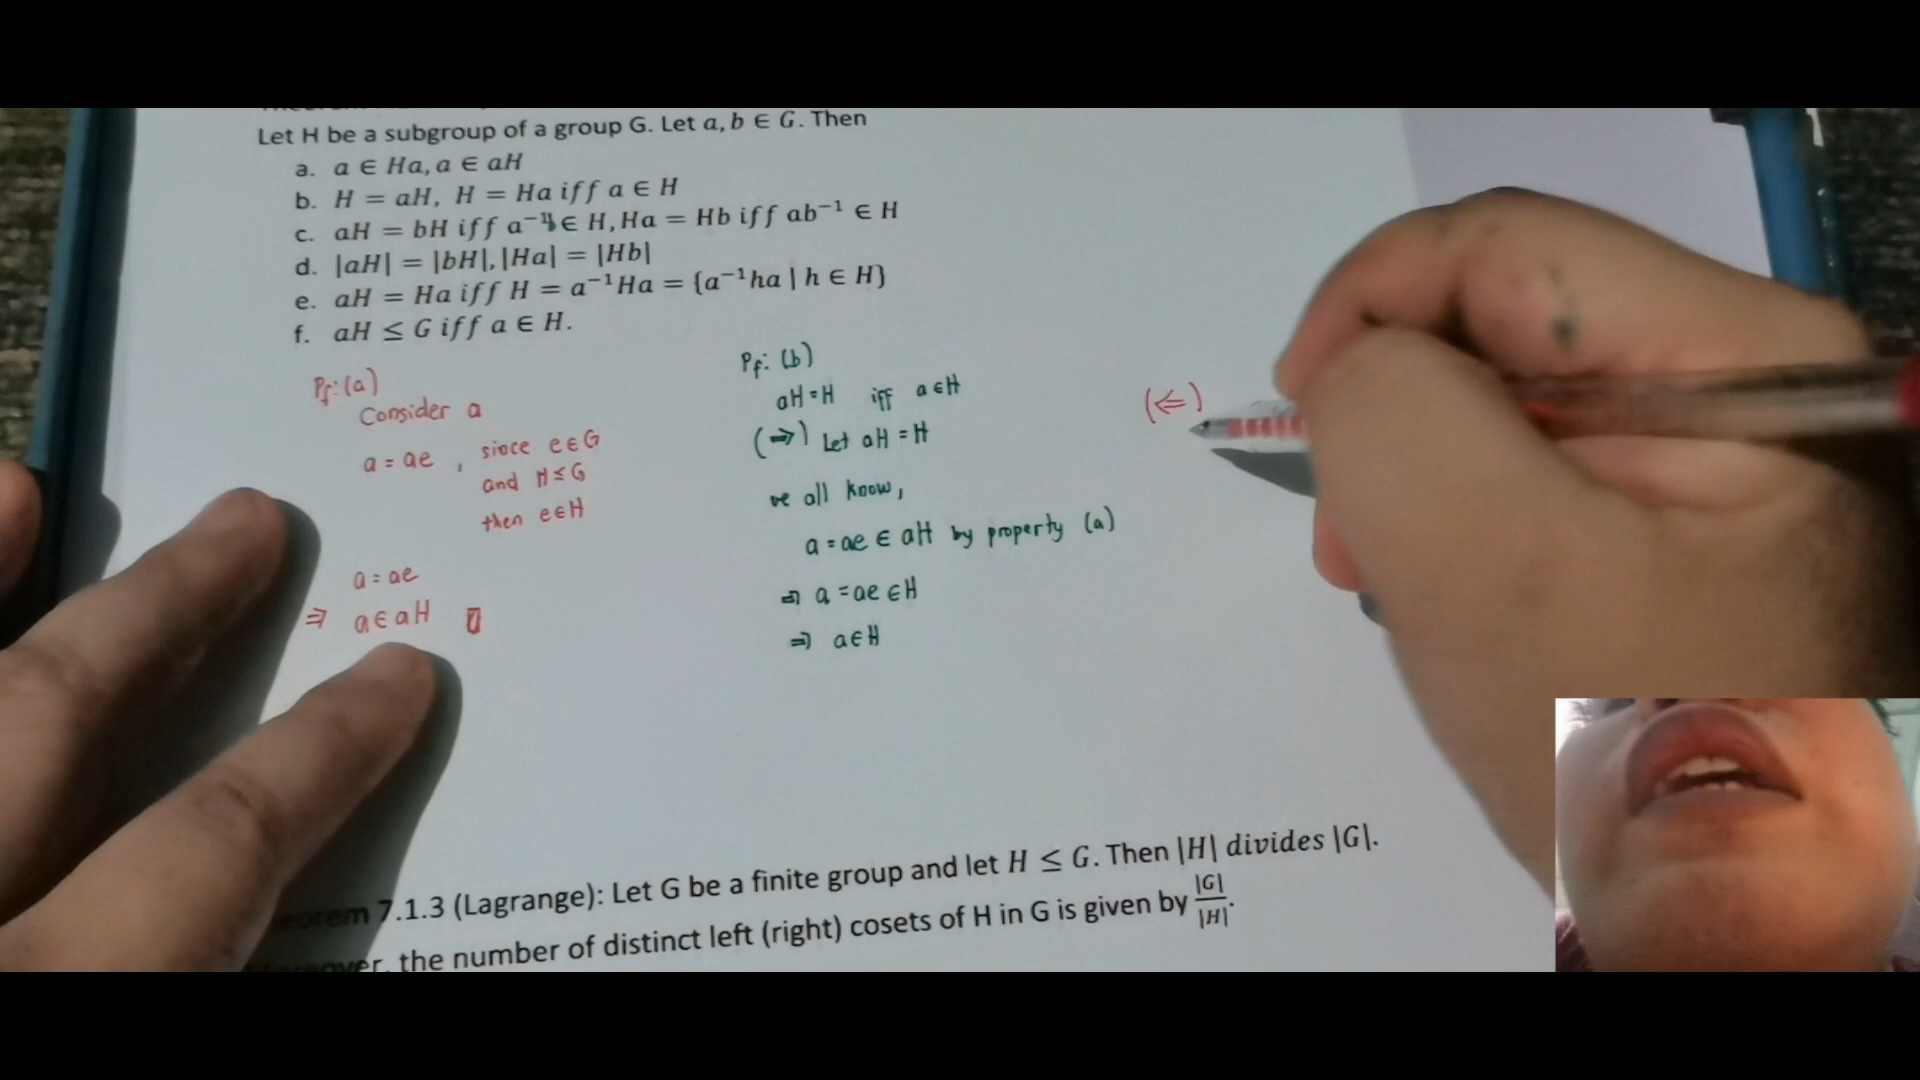 Let H be a subgroup of a group G. Let a, b ∈ G. Then
a. a ∈ Ha, a ∈ aH
b. H = aH, H = Ha iff a ∈ H
c. aH = bH iff a⁻¹b ∈ H, Ha = Hb iff ab⁻¹ ∈ H
d. |aH| = |bH|, |Ha| = |Hb|
e. aH = Ha iff H = a⁻¹Ha = {a⁻¹ha | h ∈ H}
f. aH ≤ G iff a ∈ H.
Pf: (a)
Consider a
a = ae , since e∈G
and H≤G
then e∈H
a = ae
⇒ a∈aH
Pf: (b)
aH = H iff a∈H
(⇒) Let aH = H
we all know,
a = ae ∈ aH by property (a)
⇒ a = ae ∈ H
⇒ a∈H
(⇐)
7.1.3 (Lagrange): Let G be a finite group and let H ≤ G. Then |H| divides |G|.
the number of distinct left (right) cosets of H in G is given by |G|/|H|.